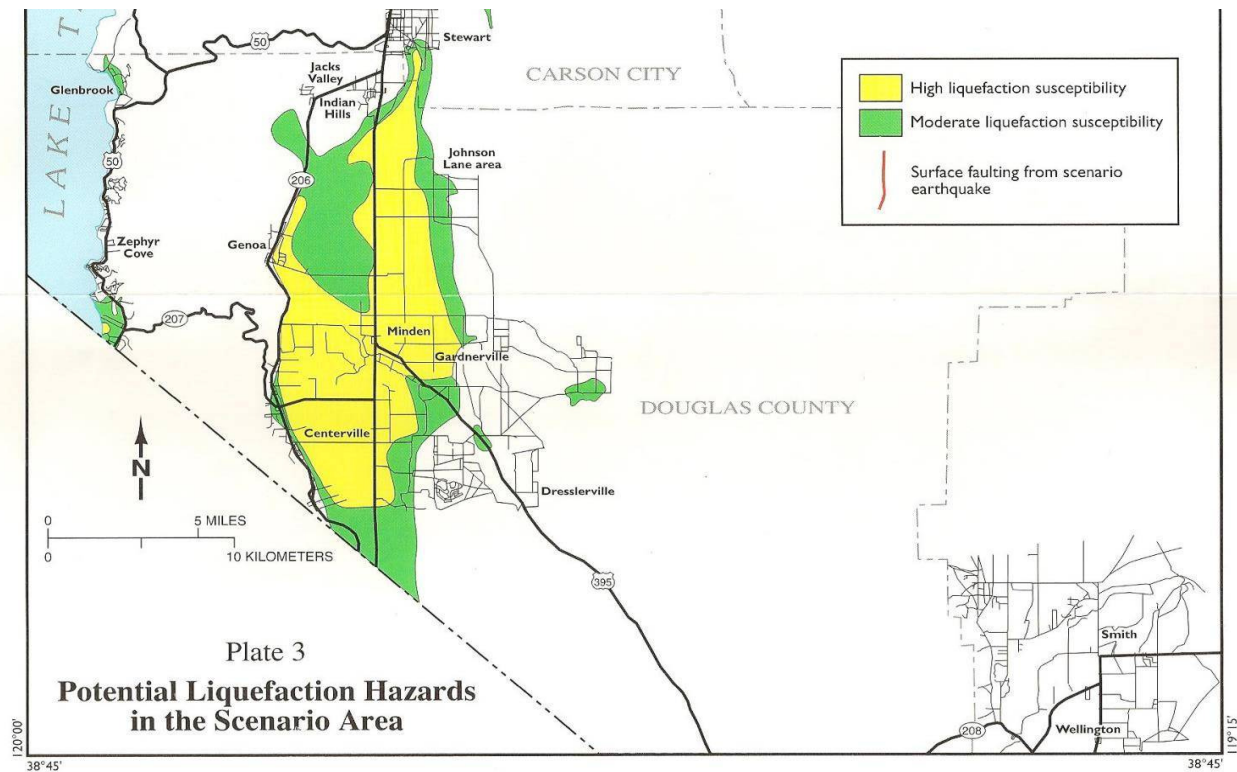 Stewart
50
CARSON CITY
Jacks
Valley
Indian
Hills
Glenbrook
LAKE T
High liquefaction susceptibility
Moderate liquefaction susceptibility
Surface faulting from scenario
earthquake
50
Johnson
Lane area
206
Genoa
Zephyr
Cove
207
Minden
Gardnerville
DOUGLAS COUNTY
Centerville
N
Dresslerville
0 5 MILES
0 10 KILOMETERS
395
Smith
Plate 3
Potential Liquefaction Hazards
in the Scenario Area
208
Wellington
120°00'
119°15'
38°45'
38°45'